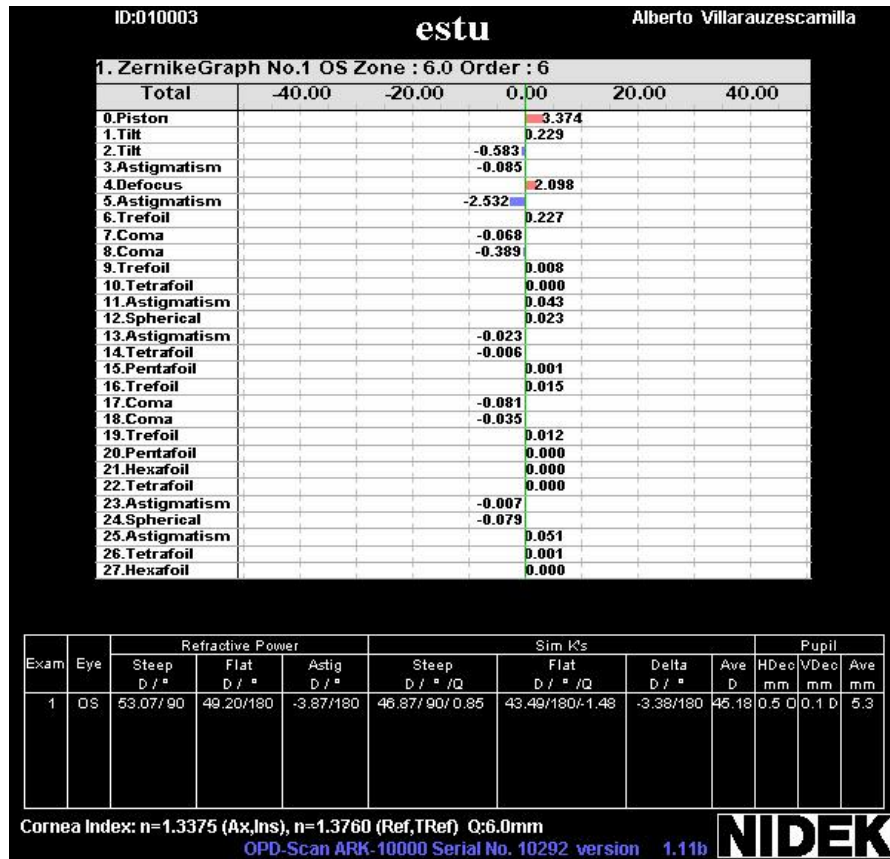 ID:010003
estu
Alberto Villarauzescamilla
1. ZernikeGraph No.1 OS Zone : 6.0 Order : 6
Total -40.00 -20.00 0.00 20.00 40.00
0.Piston 3.374
1.Tilt 0.229
2.Tilt -0.583
3.Astigmatism -0.085
4.Defocus 2.098
5.Astigmatism -2.532
6.Trefoil 0.227
7.Coma -0.068
8.Coma -0.389
9.Trefoil 0.008
10.Tetrafoil 0.000
11.Astigmatism 0.043
12.Spherical 0.023
13.Astigmatism -0.023
14.Tetrafoil -0.006
15.Pentafoil 0.001
16.Trefoil 0.015
17.Coma -0.081
18.Coma -0.035
19.Trefoil 0.012
20.Pentafoil 0.000
21.Hexafoil 0.000
22.Tetrafoil 0.000
23.Astigmatism -0.007
24.Spherical -0.079
25.Astigmatism 0.051
26.Tetrafoil 0.001
27.Hexafoil 0.000
Refractive Power Sim K's Pupil
Exam Eye Steep Flat Astig Steep Flat Delta Ave HDec VDec Ave
D / ° D / ° D / ° D / ° /Q D / ° /Q D / ° D mm mm mm
1 OS 53.07/ 90 49.20/180 -3.87/180 46.87/ 90/ 0.85 43.49/180/-1.48 -3.38/180 45.18 0.5 O 0.1 D 5.3
Cornea Index: n=1.3375 (Ax,Ins), n=1.3760 (Ref,TRef) Q:6.0mm
OPD-Scan ARK-10000 Serial No. 10292 version 1.11b
NIDEK